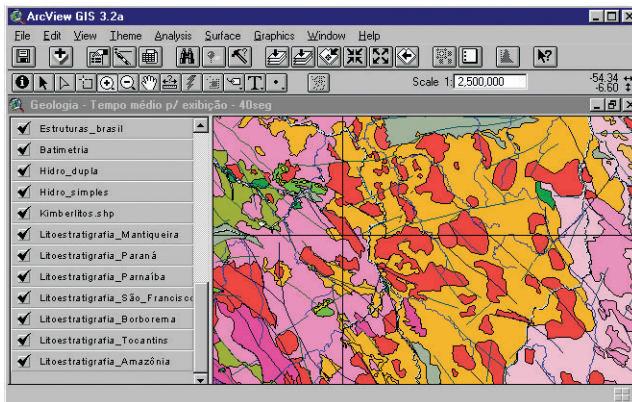 ArcView GIS 3.2a
File Edit View Theme Analysis Surface Graphics Window Help
Scale 1: 2,500,000 -54.34
-6.60
Geologia - Tempo médio p/ exibição - 40seg
Estruturas_brasil
Batimetria
Hidro_dupla
Hidro_simples
Kimberlitos.shp
Litoestratigrafia_Mantiqueira
Litoestratigrafia_Paraná
Litoestratigrafia_Parnaíba
Litoestratigrafia_São_Francisco
Litoestratigrafia_Borborema
Litoestratigrafia_Tocantins
Litoestratigrafia_Amazônia